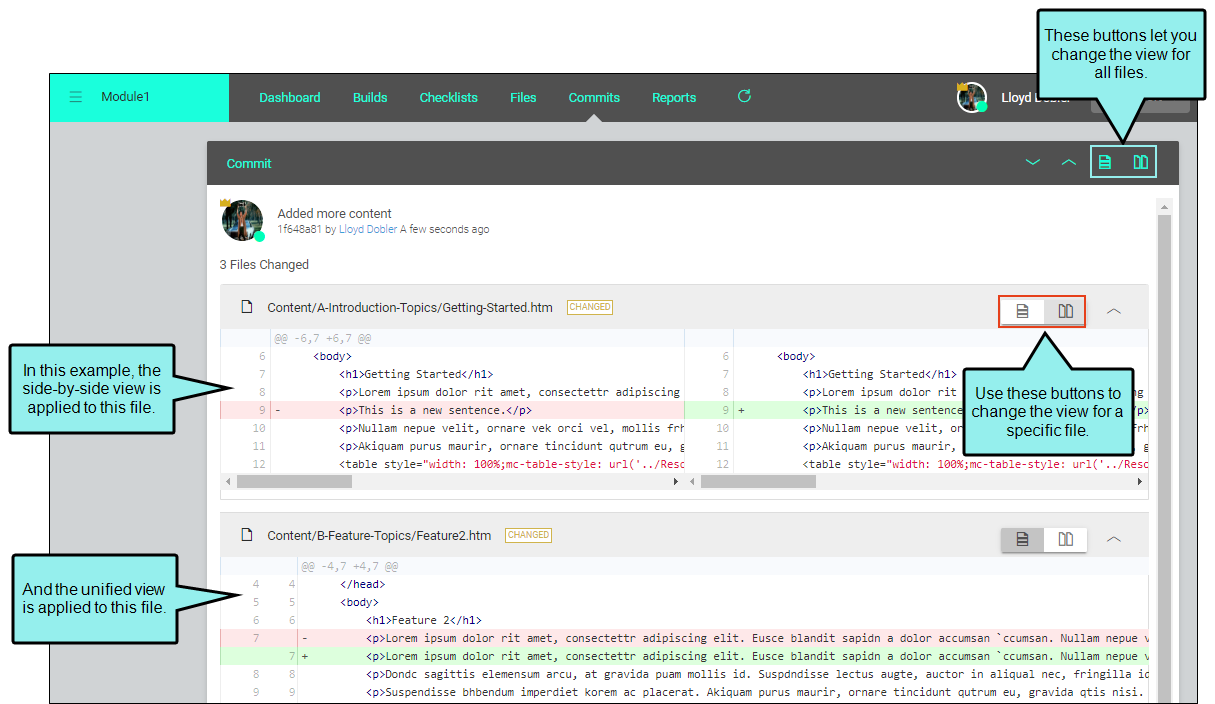 These buttons let you
change the view for
all files.
Module1
Dashboard
Builds
Checklists
Files
Commits
Reports
Lloyd Dobler
Commit
Added more content
1f648a81 by Lloyd Dobler A few seconds ago
3 Files Changed
Content/A-Introduction-Topics/Getting-Started.htm CHANGED
@@ -6,7 +6,7 @@
6 <body> 6 <body>
7 <h1>Getting Started</h1> 7 <h1>Getting Started</h1>
8 <p>Lorem ipsum dolor rit amet, consectettr adipiscing 8 <p>Lorem ipsum dolor rit
9 - <p>This is a new sentence.</p> 9 + <p>This is a new sentence
10 <p>Nullam nepue velit, ornare vek orci vel, mollis frh 10 <p>Nullam nepue velit, or
11 <p>Akiquam purus maurir, ornare tincidunt qutrum eu, g 11 <p>Akiquam purus maurir,
12 <table style="width: 100%;mc-table-style: url('../Resc 12 <table style="width: 100%;mc-table-style: url('../Resc
In this example, the
side-by-side view is
applied to this file.
Use these buttons to
change the view for a
specific file.
Content/B-Feature-Topics/Feature2.htm CHANGED
@@ -4,7 +4,7 @@
4 4 </head>
5 5 <body>
6 6 <h1>Feature 2</h1>
7 - <p>Lorem ipsum dolor rit amet, consectettr adipiscing elit. Eusce blandit sapidn a dolor accumsan `ccumsan. Nullam nepue v
7 + <p>Lorem ipsum dolor rit amet, consectettr adipiscing elit. Eusce blandit sapidn a dolor accumsan `ccumsan. Nullam nepue v
8 8 <p>Dondc sagittis elemensum arcu, at gravida puam mollis id. Suspdndisse lectus augte, auctor in aliqual nec, fringilla id
9 9 <p>Suspendisse bhbendum imperdiet korem ac placerat. Akiquam purus maurir, ornare tincidunt qutrum eu, gravida qtis nisi.
And the unified view
is applied to this file.